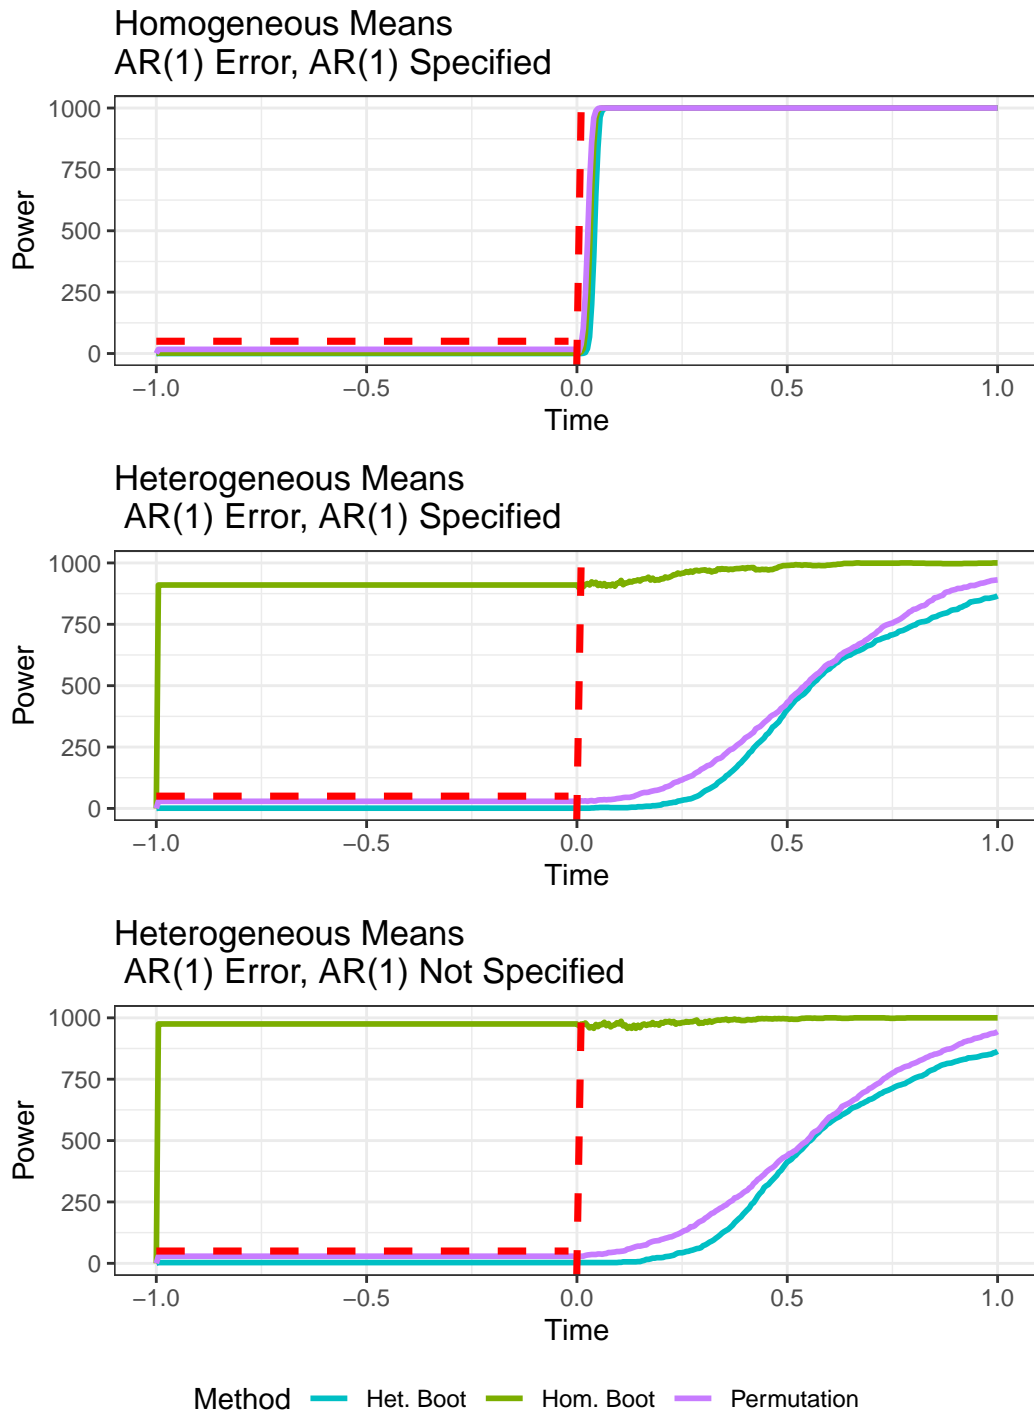 Homogeneous Means
AR(1) Error, AR(1) Specified
1000
750
500
250
0
Power
−1.0
−0.5
0.0
0.5
1.0
Time
Heterogeneous Means
AR(1) Error, AR(1) Specified
1000
750
500
250
0
Power
−1.0
−0.5
0.0
0.5
1.0
Time
Heterogeneous Means
AR(1) Error, AR(1) Not Specified
1000
750
500
250
0
Power
−1.0
−0.5
0.0
0.5
1.0
Time
Method Het. Boot Hom. Boot Permutation